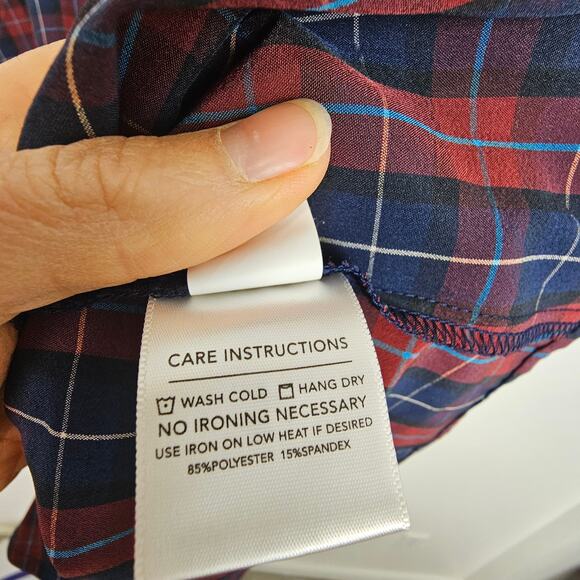 CARE INSTRUCTIONS
WASH COLD HANG DRY
NO IRONING NECESSARY
USE IRON ON LOW HEAT IF DESIRED
85%POLYESTER 15%SPANDEX